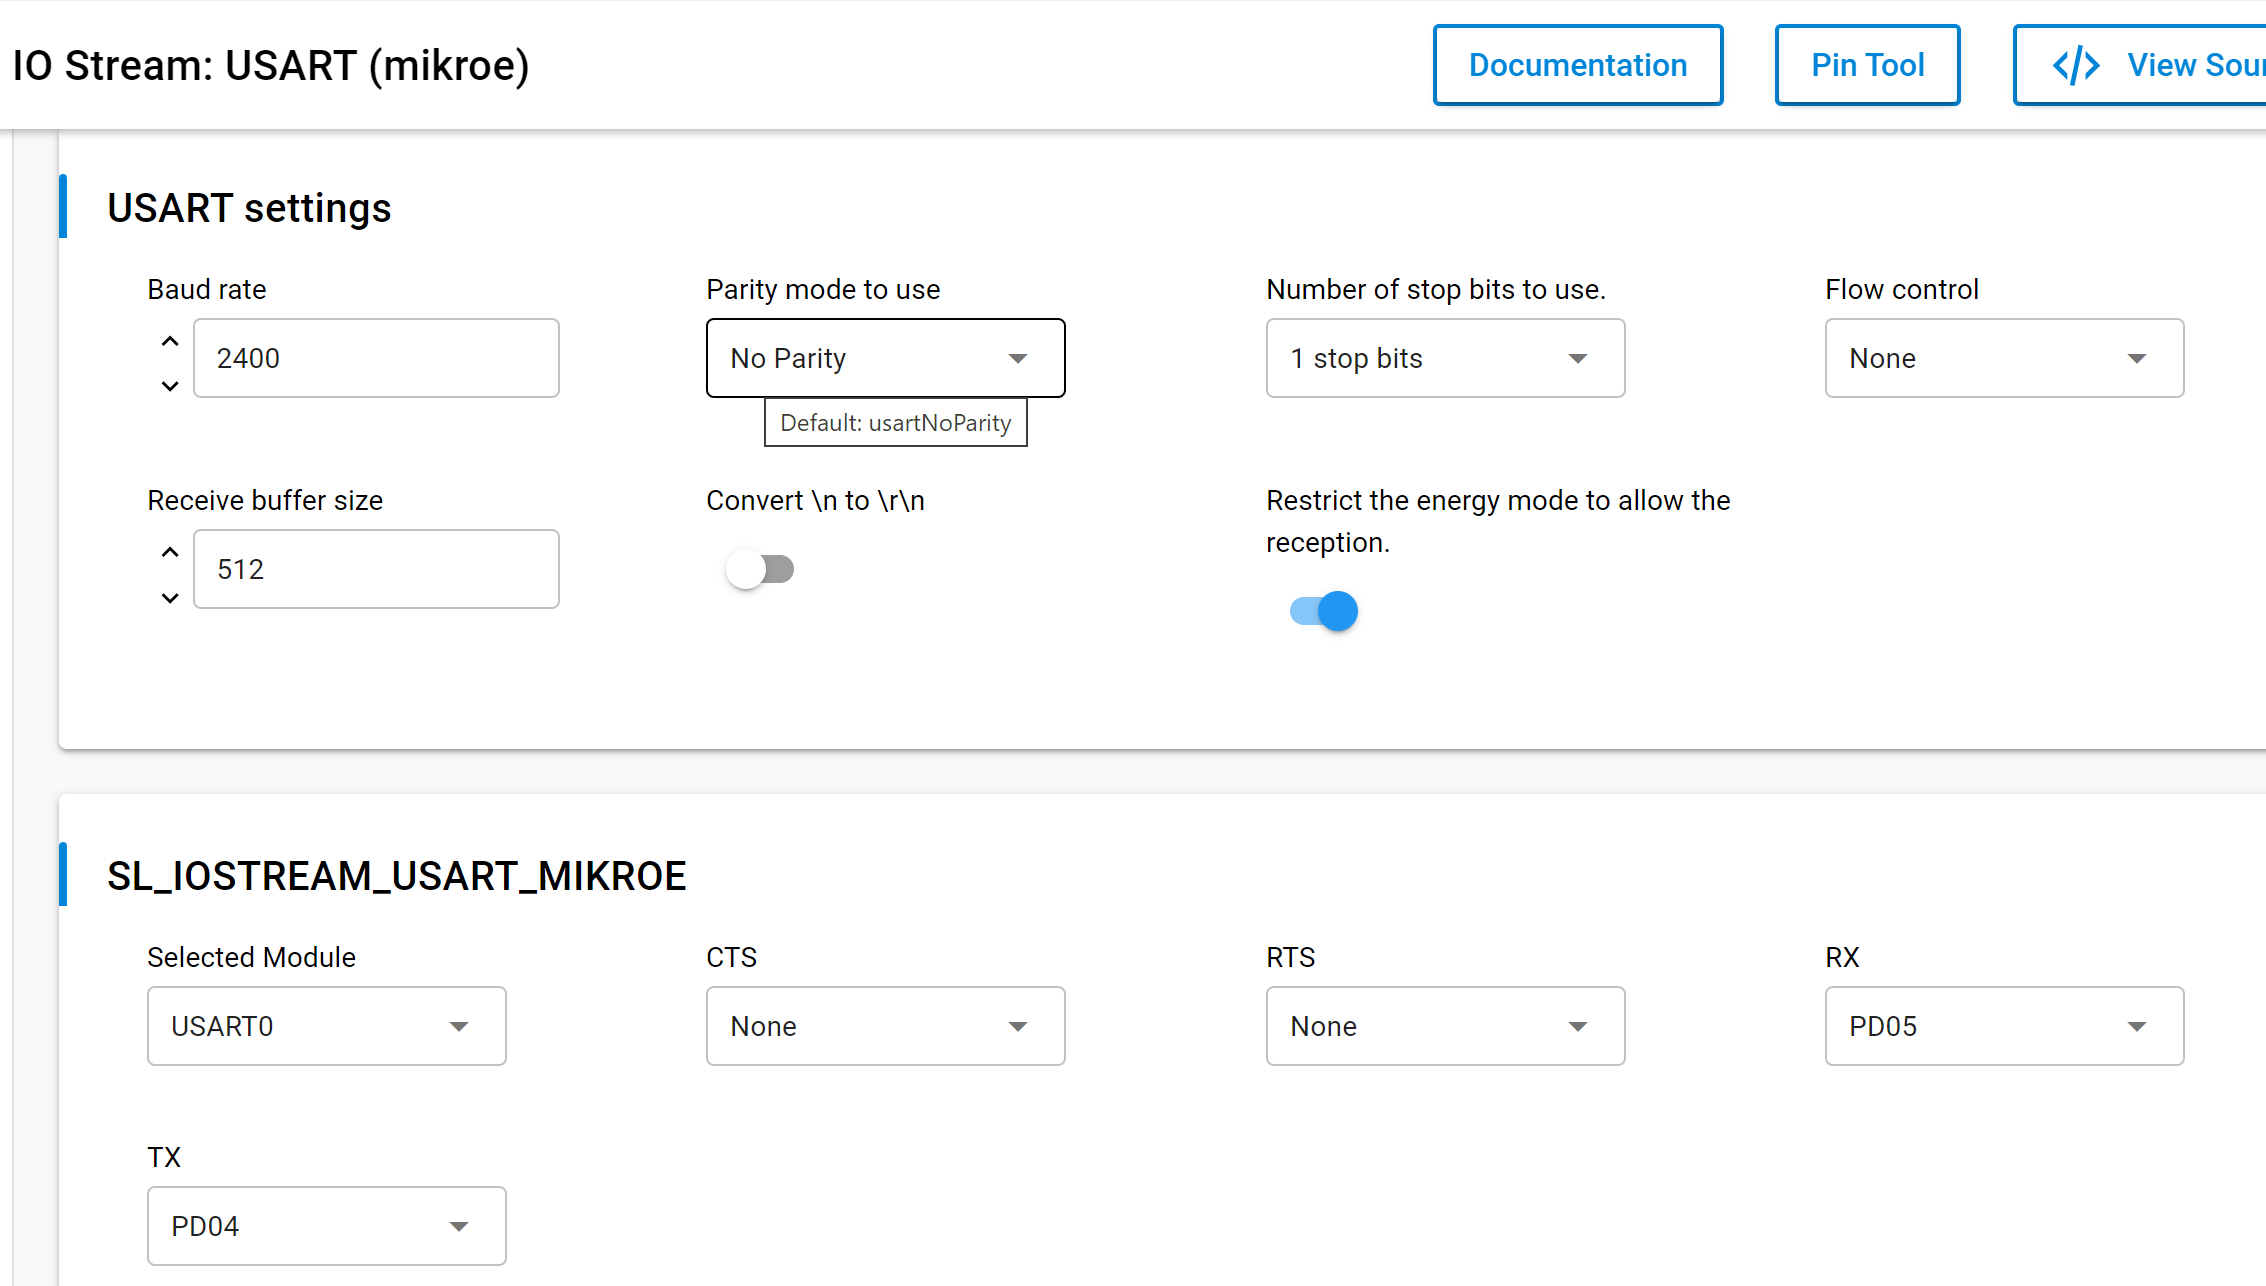 IO Stream: USART (mikroe)
Documentation
Pin Tool
</> View Sour
USART settings
Baud rate
Parity mode to use
Number of stop bits to use.
Flow control
2400
No Parity
1 stop bits
None
Default: usartNoParity
Receive buffer size
Convert \n to \r\n
Restrict the energy mode to allow the
reception.
512
SL_IOSTREAM_USART_MIKROE
Selected Module
CTS
RTS
RX
USART0
None
None
PD05
TX
PD04